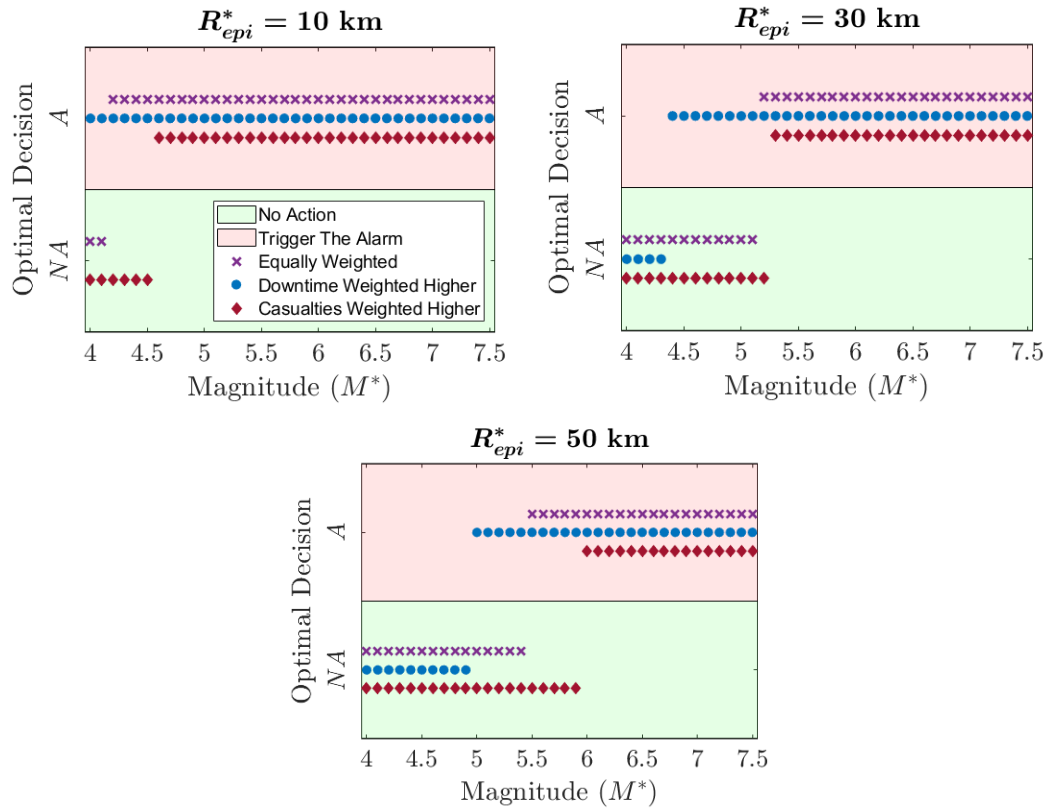 R*epi = 10 km
Optimal Decision
A
NA
No Action
Trigger The Alarm
Equally Weighted
Downtime Weighted Higher
Casualties Weighted Higher
4 4.5 5 5.5 6 6.5 7 7.5
Magnitude (M*)
R*epi = 30 km
Optimal Decision
A
NA
4 4.5 5 5.5 6 6.5 7 7.5
Magnitude (M*)
R*epi = 50 km
Optimal Decision
A
NA
4 4.5 5 5.5 6 6.5 7 7.5
Magnitude (M*)